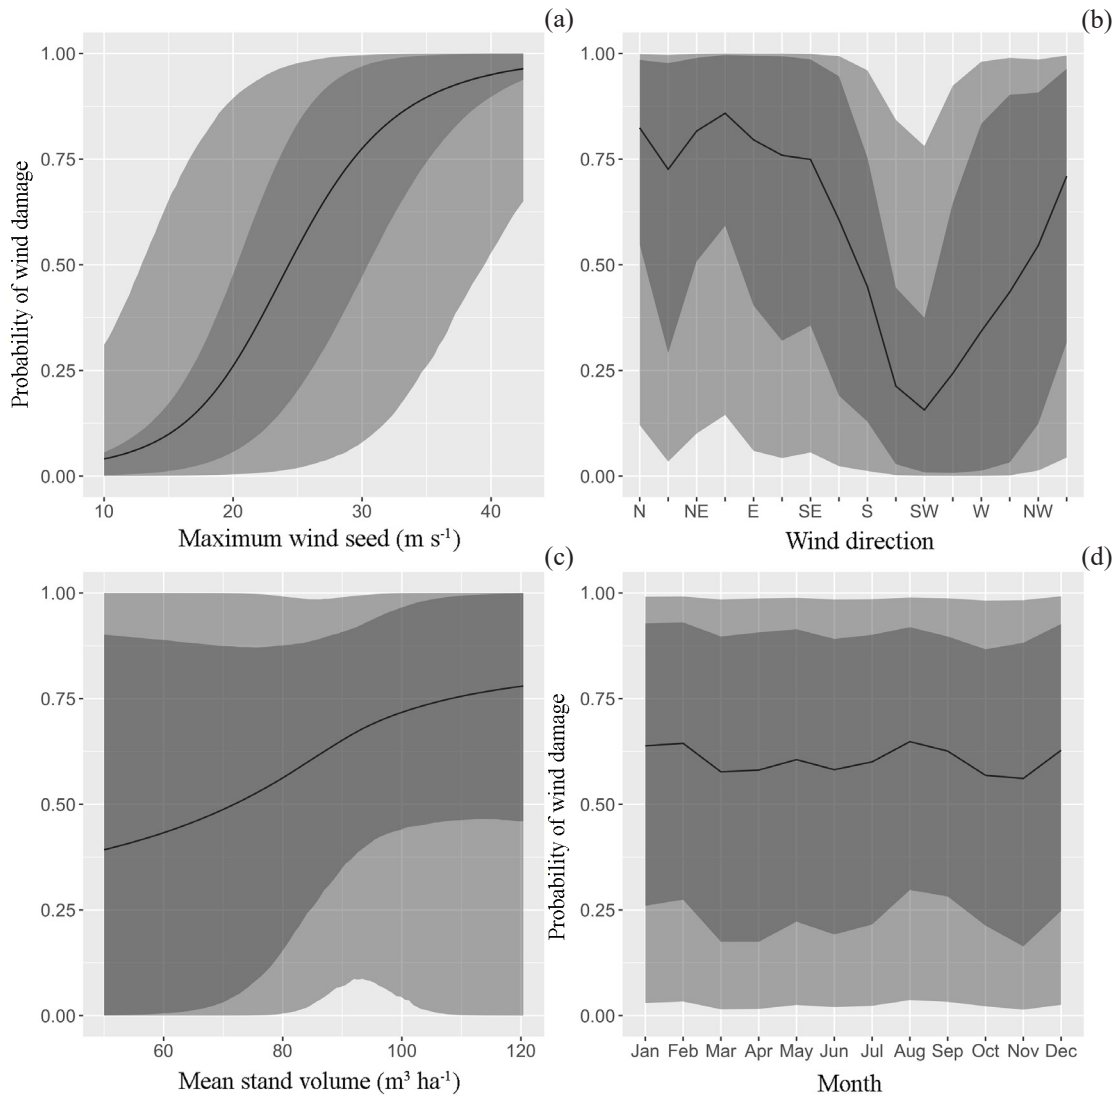 (a)
1.00
0.75
0.50
0.25
0.00
Probability of wind damage
10 20 30 40
Maximum wind seed (m s⁻¹)
(b)
1.00
0.75
0.50
0.25
0.00
N NE E SE S SW W NW
Wind direction
(c)
1.00
0.75
0.50
0.25
0.00
60 80 100 120
Mean stand volume (m³ ha⁻¹)
(d)
1.00
0.75
0.50
0.25
0.00
Probability of wind damage
Jan Feb Mar Apr May Jun Jul Aug Sep Oct Nov Dec
Month